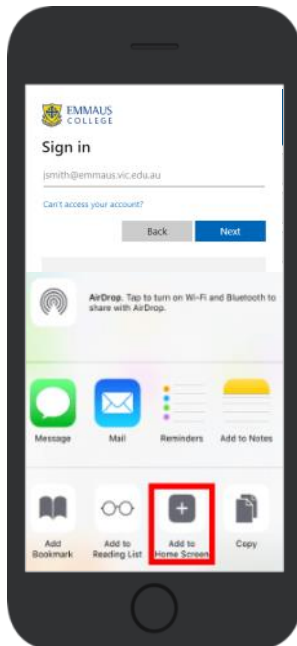 EMMAUS
COLLEGE
Sign in
jsmith@emmaus.vic.edu.au
Can't access your account?
Back Next
AirDrop. Tap to turn on Wi-Fi and Bluetooth to
share with AirDrop.
Message Mail Reminders Add to Notes
Add Bookmark Add to Reading List Add to Home Screen Copy